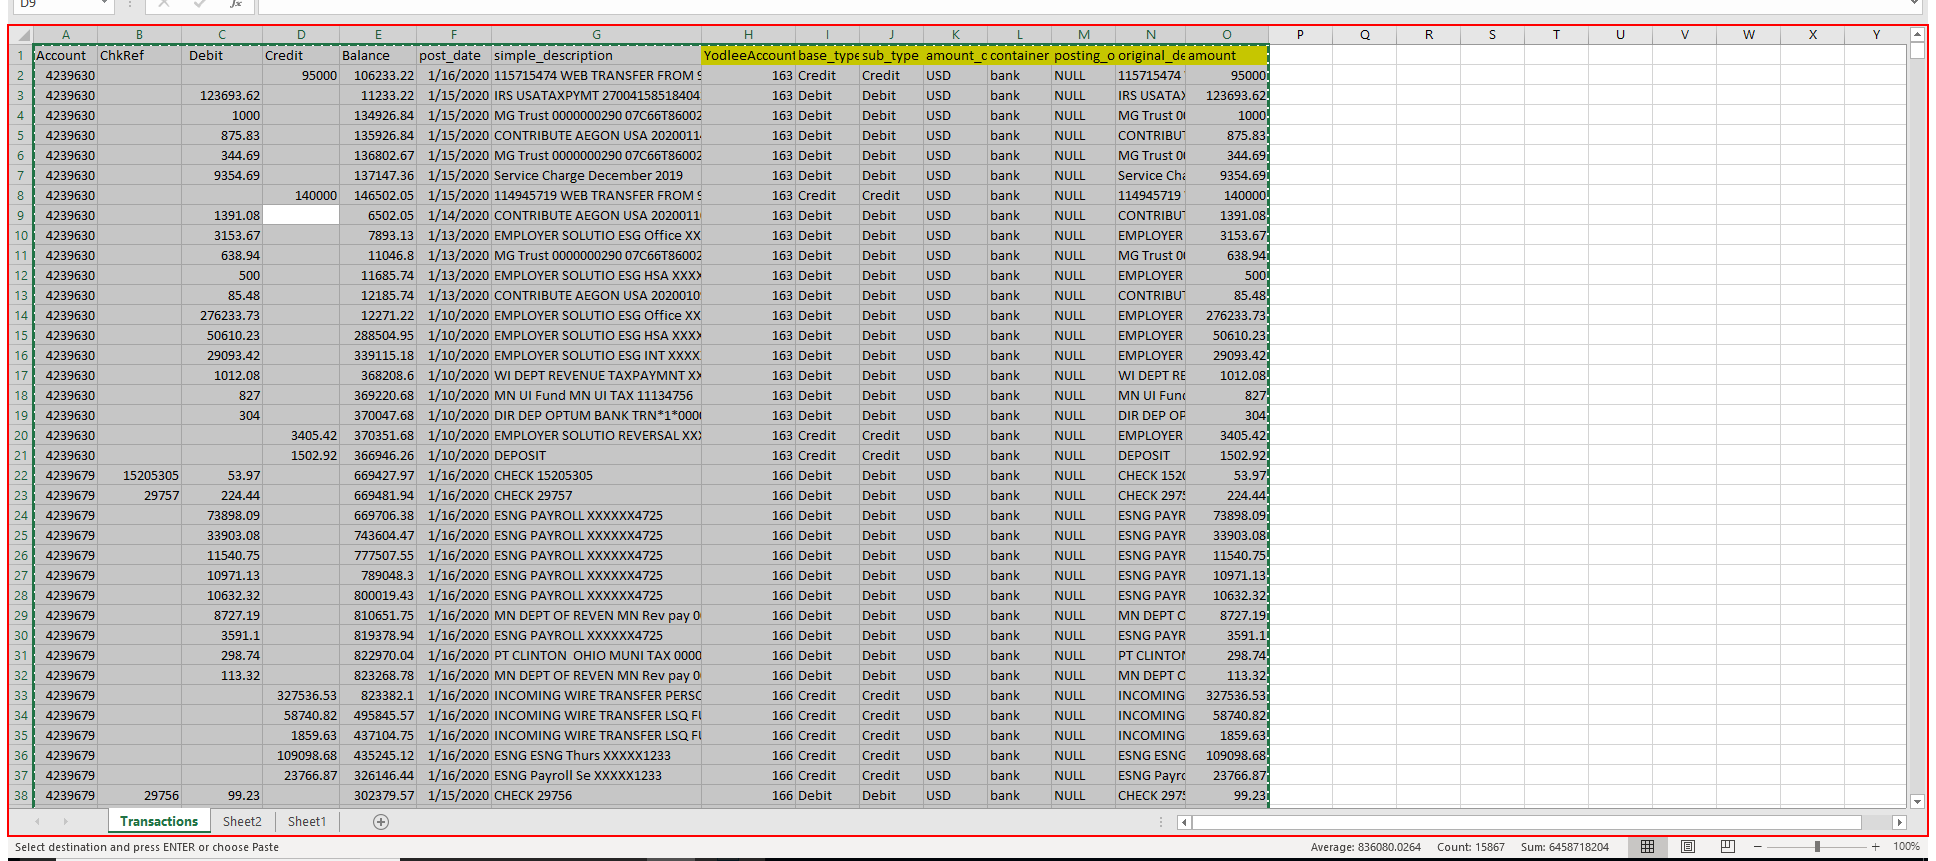 D9 fx
A B C D E F G H I J K L M N O P Q R S T U V W X Y
1 Account ChkRef Debit Credit Balance post_date simple_description YodleeAccount base_type sub_type amount_c container posting_o original_de amount
2 4239630 95000 106233.22 1/16/2020 115715474 WEB TRANSFER FROM 9 163 Credit Credit USD bank NULL 115715474 95000
3 4239630 123693.62 11233.22 1/15/2020 IRS USATAXPYMT 27004158518404 163 Debit Debit USD bank NULL IRS USATAX 123693.62
4 4239630 1000 134926.84 1/15/2020 MG Trust 0000000290 07C66T86002 163 Debit Debit USD bank NULL MG Trust 00 1000
5 4239630 875.83 135926.84 1/15/2020 CONTRIBUTE AEGON USA 2020011 163 Debit Debit USD bank NULL CONTRIBUT 875.83
6 4239630 344.69 136802.67 1/15/2020 MG Trust 0000000290 07C66T86002 163 Debit Debit USD bank NULL MG Trust 00 344.69
7 4239630 9354.69 137147.36 1/15/2020 Service Charge December 2019 163 Debit Debit USD bank NULL Service Cha 9354.69
8 4239630 140000 146502.05 1/15/2020 114945719 WEB TRANSFER FROM 9 163 Credit Credit USD bank NULL 114945719 140000
9 4239630 1391.08 6502.05 1/14/2020 CONTRIBUTE AEGON USA 2020011 163 Debit Debit USD bank NULL CONTRIBUT 1391.08
10 4239630 3153.67 7893.13 1/13/2020 EMPLOYER SOLUTIO ESG Office XX 163 Debit Debit USD bank NULL EMPLOYER 3153.67
11 4239630 638.94 11046.8 1/13/2020 MG Trust 0000000290 07C66T86002 163 Debit Debit USD bank NULL MG Trust 00 638.94
12 4239630 500 11685.74 1/13/2020 EMPLOYER SOLUTIO ESG HSA XXXX 163 Debit Debit USD bank NULL EMPLOYER 500
13 4239630 85.48 12185.74 1/13/2020 CONTRIBUTE AEGON USA 2020010 163 Debit Debit USD bank NULL CONTRIBUT 85.48
14 4239630 276233.73 12271.22 1/10/2020 EMPLOYER SOLUTIO ESG Office XX 163 Debit Debit USD bank NULL EMPLOYER 276233.73
15 4239630 50610.23 288504.95 1/10/2020 EMPLOYER SOLUTIO ESG HSA XXXX 163 Debit Debit USD bank NULL EMPLOYER 50610.23
16 4239630 29093.42 339115.18 1/10/2020 EMPLOYER SOLUTIO ESG INT XXXX 163 Debit Debit USD bank NULL EMPLOYER 29093.42
17 4239630 1012.08 368208.6 1/10/2020 WI DEPT REVENUE TAXPAYMNT XX 163 Debit Debit USD bank NULL WI DEPT RE 1012.08
18 4239630 827 369220.68 1/10/2020 MN UI Fund MN UI TAX 11134756 163 Debit Debit USD bank NULL MN UI Fund 827
19 4239630 304 370047.68 1/10/2020 DIR DEP OPTUM BANK TRN*1*0000 163 Debit Debit USD bank NULL DIR DEP OP 304
20 4239630 3405.42 370351.68 1/10/2020 EMPLOYER SOLUTIO REVERSAL XXX 163 Credit Credit USD bank NULL EMPLOYER 3405.42
21 4239630 1502.92 366946.26 1/10/2020 DEPOSIT 163 Credit Credit USD bank NULL DEPOSIT 1502.92
22 4239679 15205305 53.97 669427.97 1/16/2020 CHECK 15205305 166 Debit Debit USD bank NULL CHECK 1520 53.97
23 4239679 29757 224.44 669481.94 1/16/2020 CHECK 29757 166 Debit Debit USD bank NULL CHECK 2975 224.44
24 4239679 73898.09 669706.38 1/16/2020 ESNG PAYROLL XXXXXX4725 166 Debit Debit USD bank NULL ESNG PAYR 73898.09
25 4239679 33903.08 743604.47 1/16/2020 ESNG PAYROLL XXXXXX4725 166 Debit Debit USD bank NULL ESNG PAYR 33903.08
26 4239679 11540.75 777507.55 1/16/2020 ESNG PAYROLL XXXXXX4725 166 Debit Debit USD bank NULL ESNG PAYR 11540.75
27 4239679 10971.13 789048.3 1/16/2020 ESNG PAYROLL XXXXXX4725 166 Debit Debit USD bank NULL ESNG PAYR 10971.13
28 4239679 10632.32 800019.43 1/16/2020 ESNG PAYROLL XXXXXX4725 166 Debit Debit USD bank NULL ESNG PAYR 10632.32
29 4239679 8727.19 810651.75 1/16/2020 MN DEPT OF REVEN MN Rev pay 0 166 Debit Debit USD bank NULL MN DEPT O 8727.19
30 4239679 3591.1 819378.94 1/16/2020 ESNG PAYROLL XXXXXX4725 166 Debit Debit USD bank NULL ESNG PAYR 3591.1
31 4239679 298.74 822970.04 1/16/2020 PT CLINTON OHIO MUNI TAX 0000 166 Debit Debit USD bank NULL PT CLINTON 298.74
32 4239679 113.32 823268.78 1/16/2020 MN DEPT OF REVEN MN Rev pay 0 166 Debit Debit USD bank NULL MN DEPT O 113.32
33 4239679 327536.53 823382.1 1/16/2020 INCOMING WIRE TRANSFER PERSO 166 Credit Credit USD bank NULL INCOMING 327536.53
34 4239679 58740.82 495845.57 1/16/2020 INCOMING WIRE TRANSFER LSQ FU 166 Credit Credit USD bank NULL INCOMING 58740.82
35 4239679 1859.63 437104.75 1/16/2020 INCOMING WIRE TRANSFER LSQ FU 166 Credit Credit USD bank NULL INCOMING 1859.63
36 4239679 109098.68 435245.12 1/16/2020 ESNG ESNG Thurs XXXXX1233 166 Credit Credit USD bank NULL ESNG ESNG 109098.68
37 4239679 23766.87 326146.44 1/16/2020 ESNG Payroll Se XXXXX1233 166 Credit Credit USD bank NULL ESNG Payro 23766.87
38 4239679 29756 99.23 302379.57 1/15/2020 CHECK 29756 166 Debit Debit USD bank NULL CHECK 2975 99.23
Transactions Sheet2 Sheet1
Select destination and press ENTER or choose Paste Average: 836080.0264 Count: 15867 Sum: 6458718204 100%